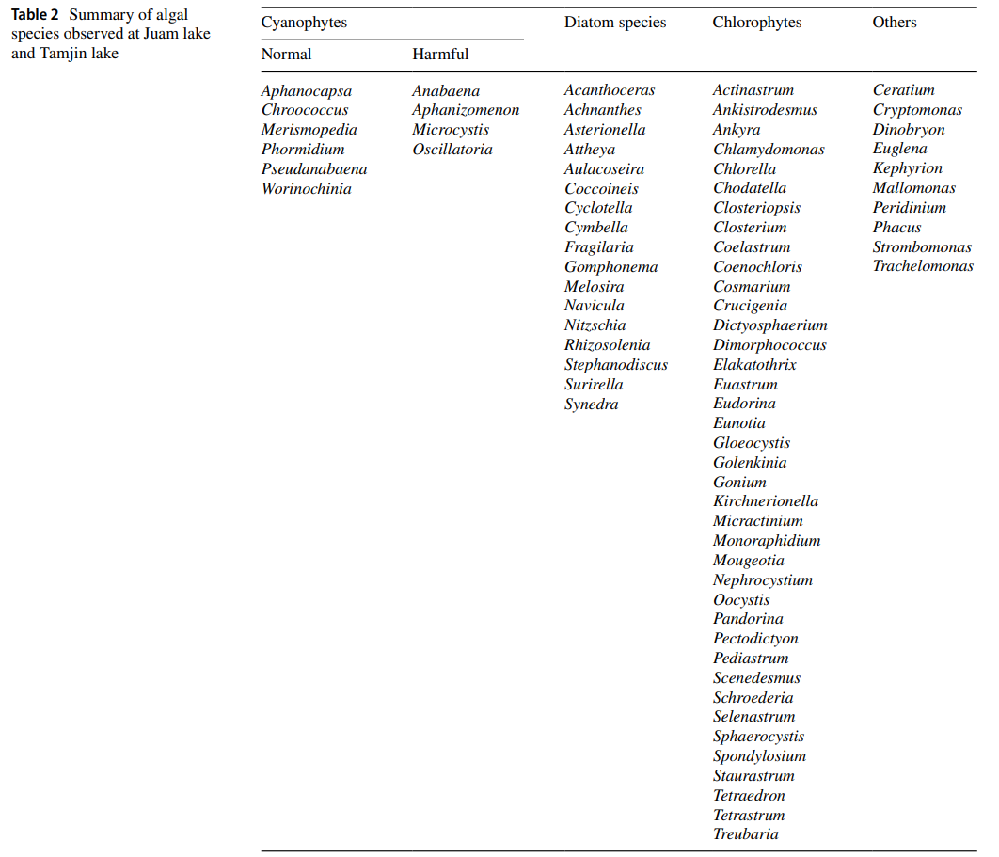 Table 2 Summary of algal
species observed at Juam lake
and Tamjin lake
Cyanophytes Diatom species Chlorophytes Others
Normal Harmful
Aphanocapsa Anabaena Acanthoceras Actinastrum Ceratium
Chroococcus Aphanizomenon Achnanthes Ankistrodesmus Cryptomonas
Merismopedia Microcystis Asterionella Ankyra Dinobryon
Phormidium Oscillatoria Attheya Chlamydomonas Euglena
Pseudanabaena Aulacoseira Chlorella Kephyrion
Worinochinia Coccoineis Chodatella Mallomonas
Cyclotella Closteriopsis Peridinium
Cymbella Closterium Phacus
Fragilaria Coelastrum Strombomonas
Gomphonema Coenochloris Trachelomonas
Melosira Cosmarium
Navicula Crucigenia
Nitzschia Dictyosphaerium
Rhizosolenia Dimorphococcus
Stephanodiscus Elakatothrix
Surirella Euastrum
Synedra Eudorina
Eunotia
Gloeocystis
Golenkinia
Gonium
Kirchnerionella
Micractinium
Monoraphidium
Mougeotia
Nephrocystium
Oocystis
Pandorina
Pectodictyon
Pediastrum
Scenedesmus
Schroederia
Selenastrum
Sphaerocystis
Spondylosium
Staurastrum
Tetraedron
Tetrastrum
Treubaria